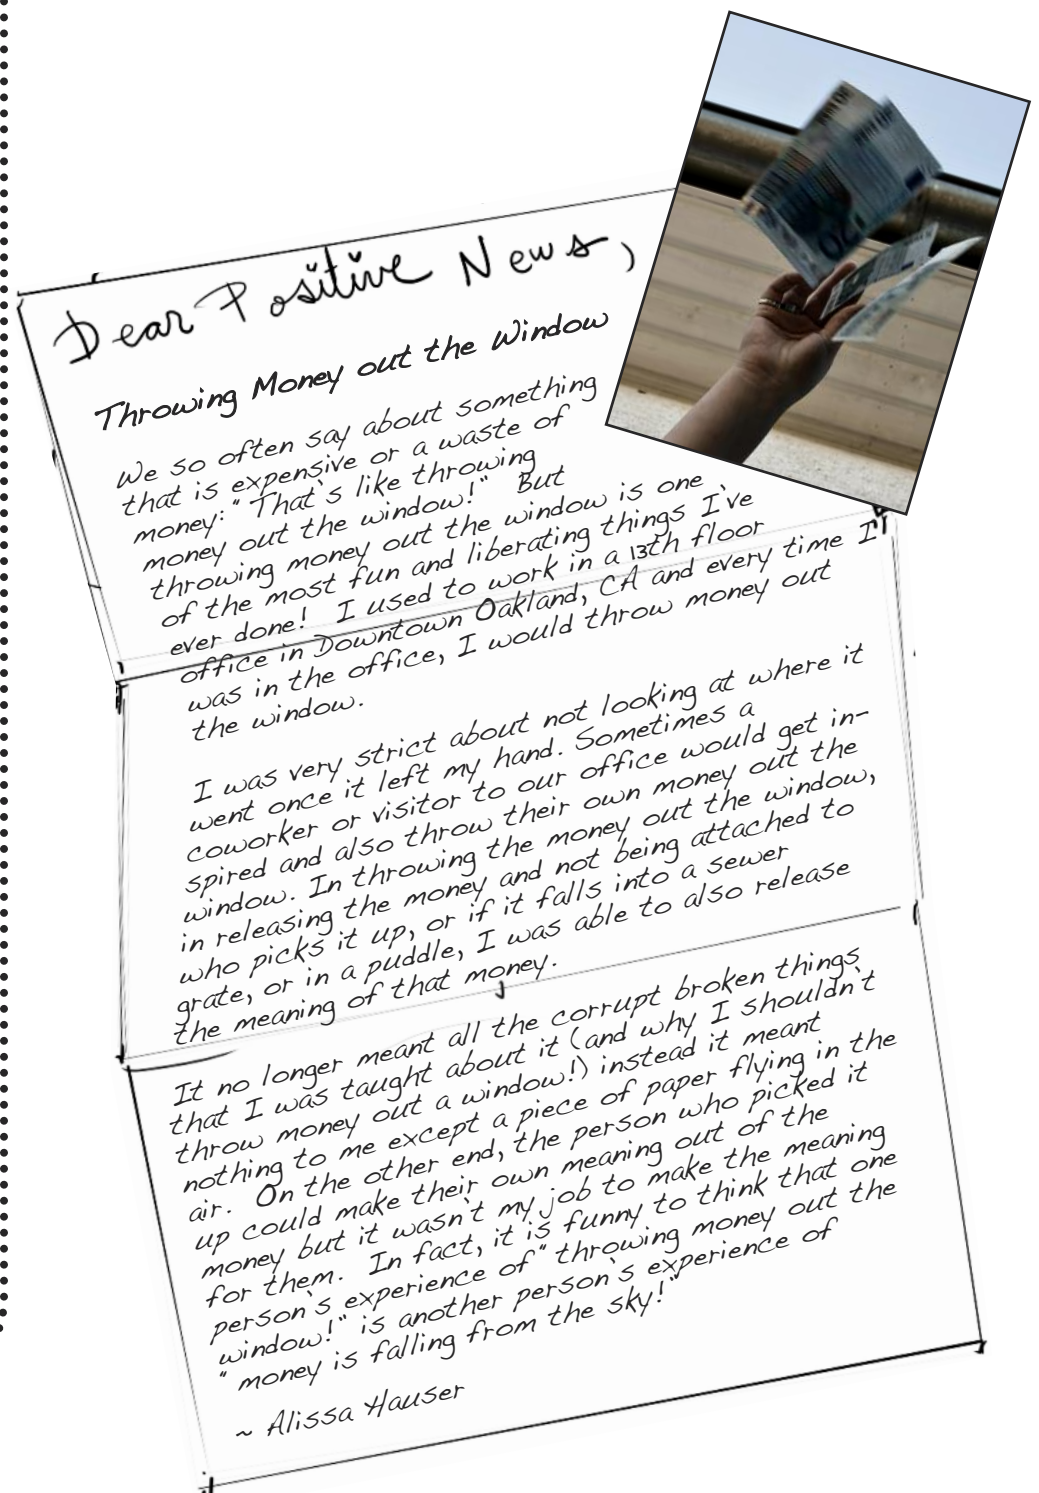 Dear Positive News,
Throwing Money out the Window
We so often say about something
that is expensive or a waste of
money: "That's like throwing
money out the window!" But
throwing money out the window is one
of the most fun and liberating things I've
ever done! I used to work in a 13th floor
office in Downtown Oakland, CA and every time I
was in the office, I would throw money out
the window.
I was very strict about not looking at where it
went once it left my hand. Sometimes a
coworker or visitor to our office would get in-
spired and also throw their own money out the
window. In throwing the money out the window,
in releasing the money and not being attached to
who picks it up, or if it falls into a sewer
grate, or in a puddle, I was able to also release
the meaning of that money.
It no longer meant all the corrupt broken things
that I was taught about it (and why I shouldn't
throw money out a window!) instead it meant
nothing to me except a piece of paper flying in the
air. On the other end, the person who picked it
up could make their own meaning out of the
money but it wasn't my job to make the meaning
for them. In fact, it is funny to think that one
person's experience of "throwing money out the
window!" is another person's experience of
"money is falling from the sky!"
~ Alissa Hauser